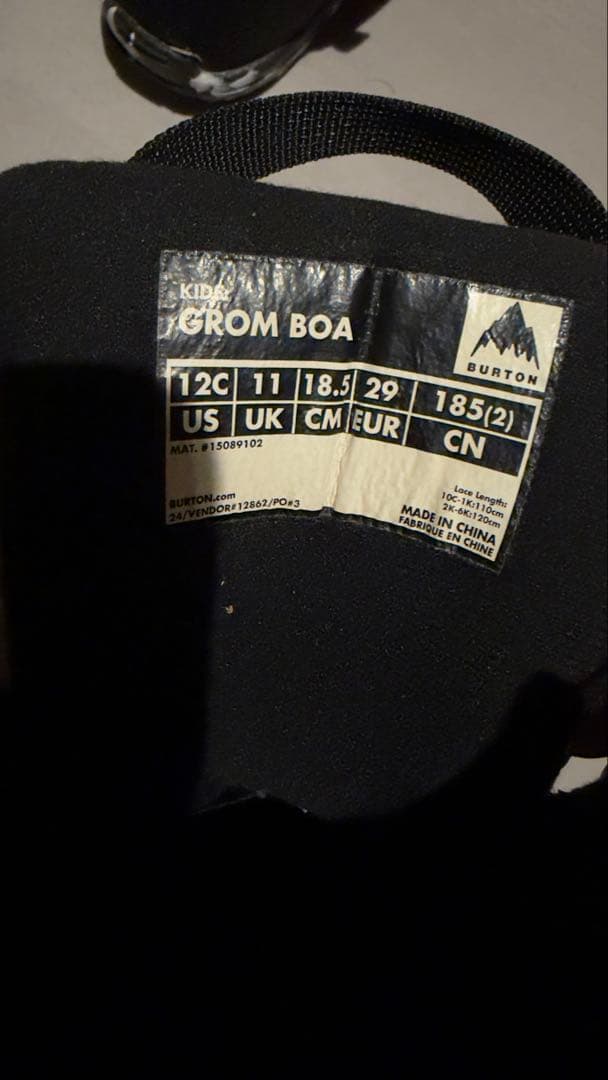 KIDS'
GROM BOA
BURTON
12C 11 18.5 29 185(2)
US UK CM EUR CN
MAT. #15089102
Lace Length:
10C-1K:110cm
2K-6K:120cm
BURTON.com
24/VENDOR#12862/PO#3
MADE IN CHINA
FABRIQUE EN CHINE